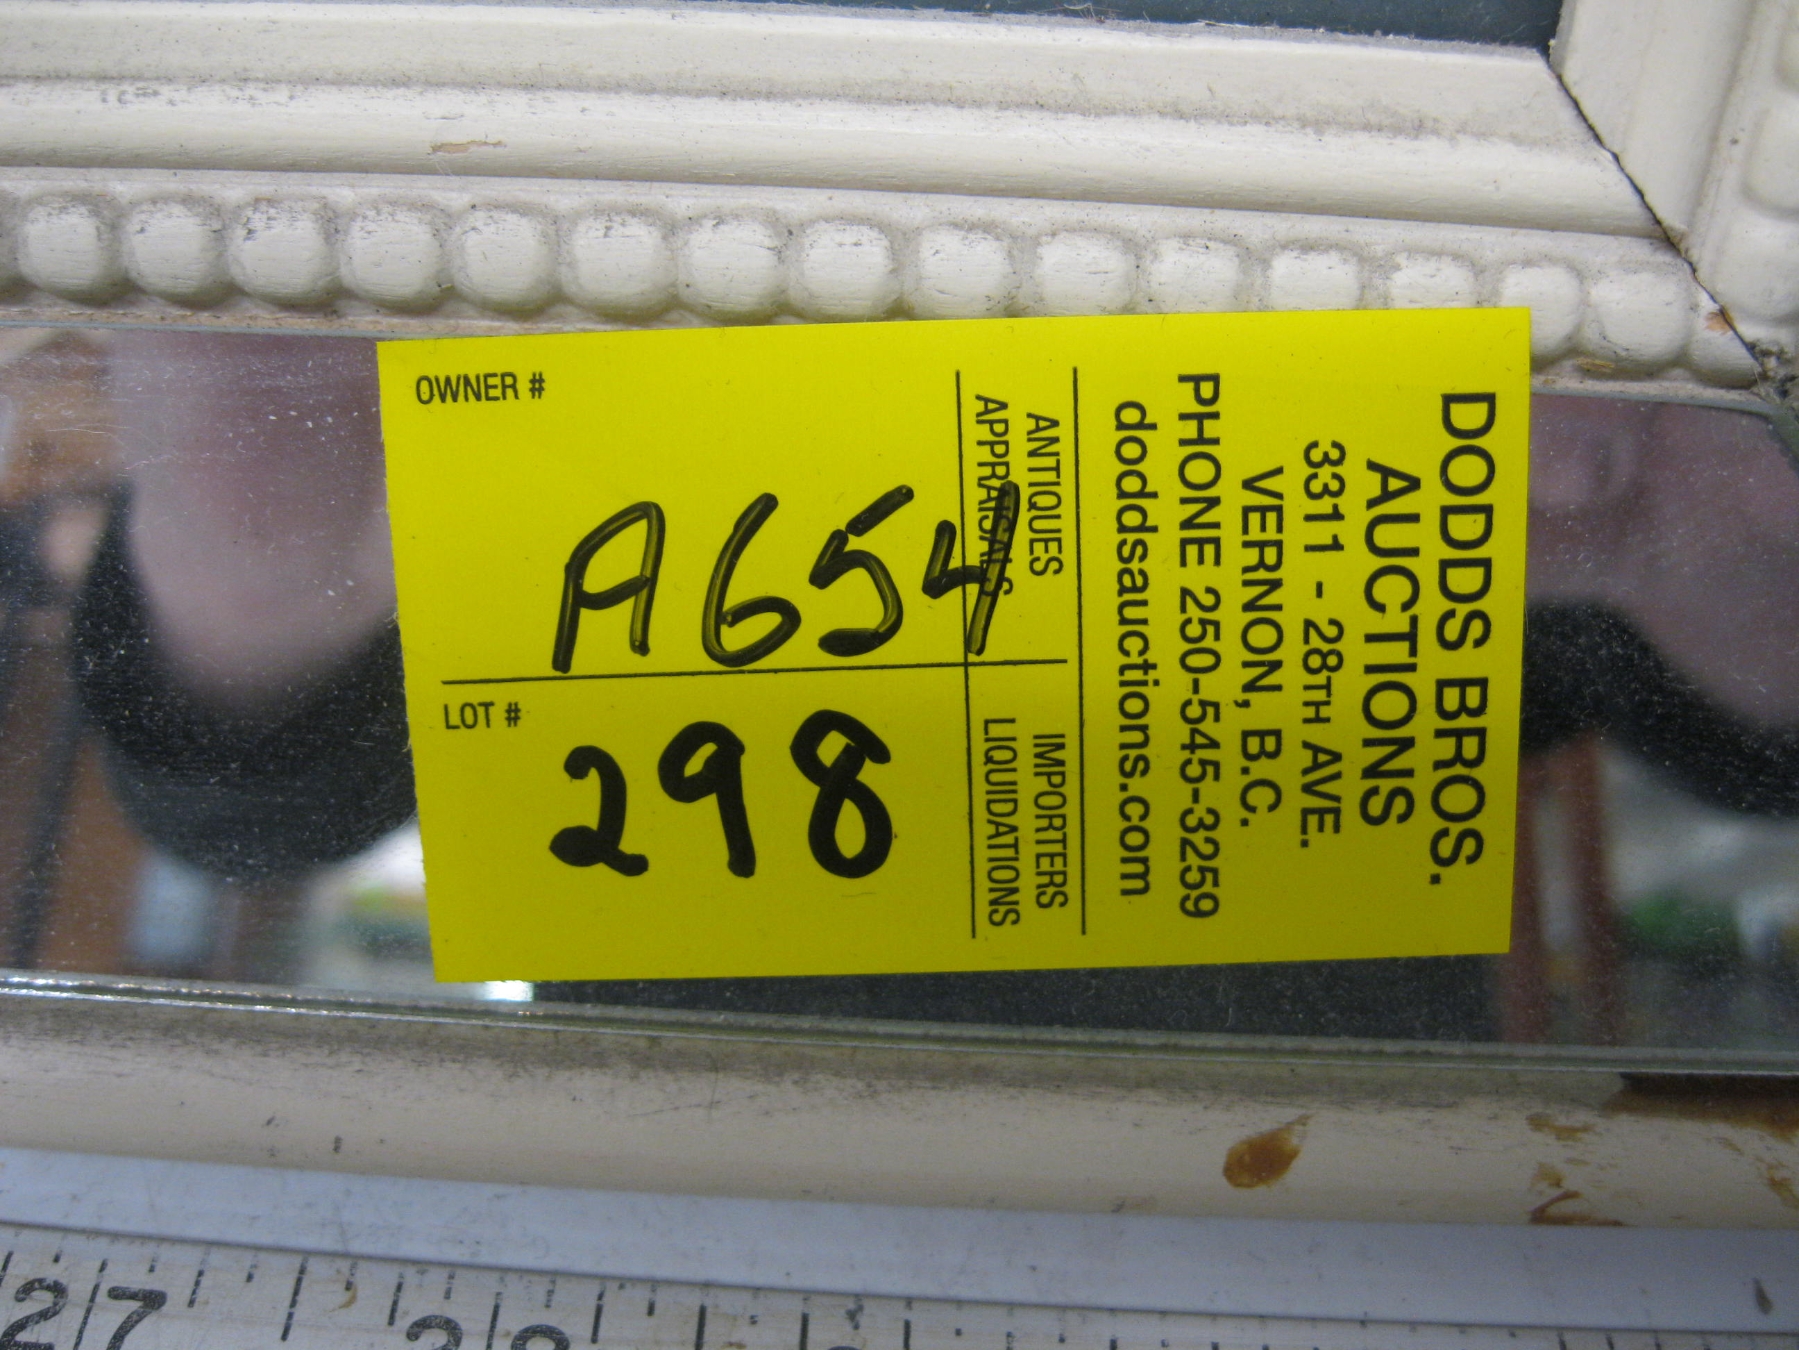 DODDS BROS.
AUCTIONS
3311 - 28TH AVE.
VERNON, B.C.
PHONE 250-545-3259
doddsauctions.com
ANTIQUES IMPORTERS
APPRAISALS LIQUIDATIONS
OWNER #
A654
LOT #
298
27 28